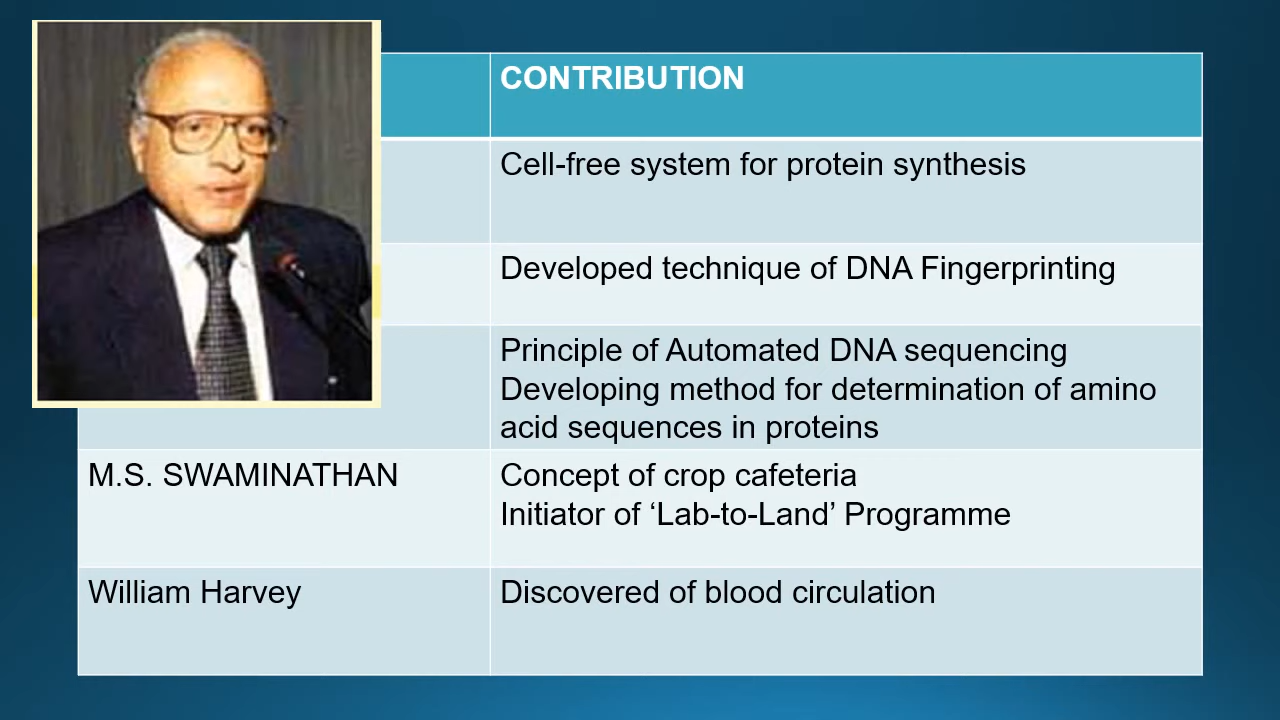 CONTRIBUTION
Cell-free system for protein synthesis
Developed technique of DNA Fingerprinting
Principle of Automated DNA sequencing
Developing method for determination of amino
acid sequences in proteins
M.S. SWAMINATHAN
Concept of crop cafeteria
Initiator of ‘Lab-to-Land’ Programme
William Harvey
Discovered of blood circulation